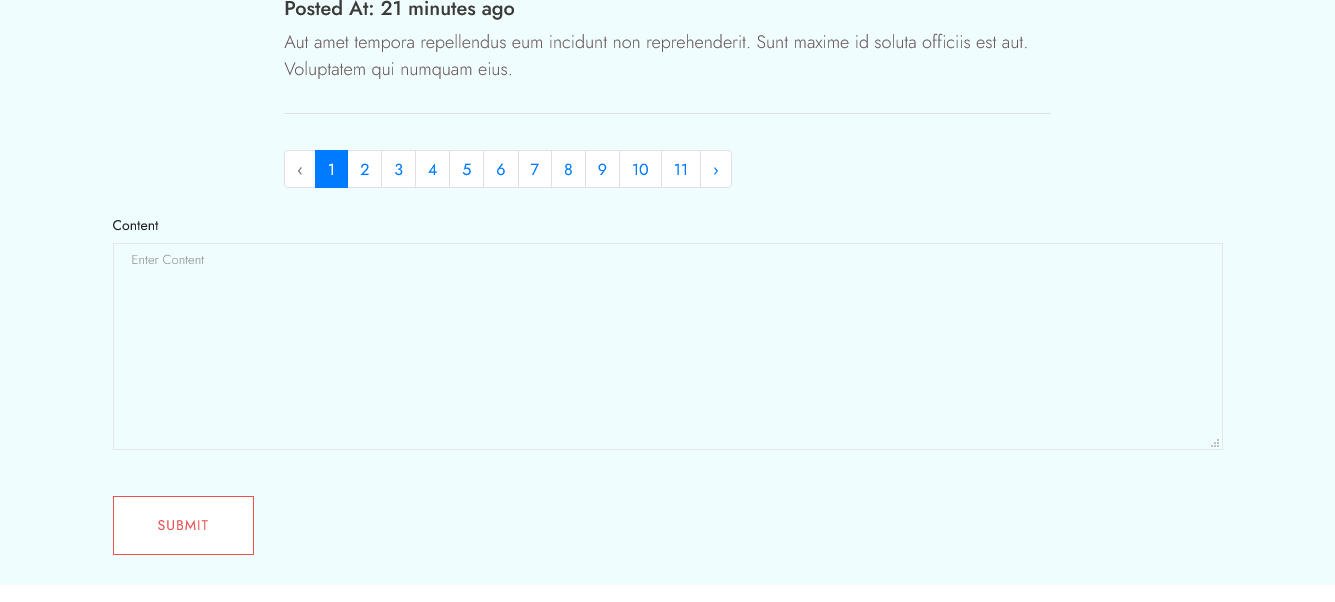 Posted At: 21 minutes ago
Aut amet tempora repellendus eum incidunt non reprehenderit. Sunt maxime id soluta officiis est aut.
Voluptatem qui numquam eius.
‹ 1 2 3 4 5 6 7 8 9 10 11 ›
Content
Enter Content
SUBMIT